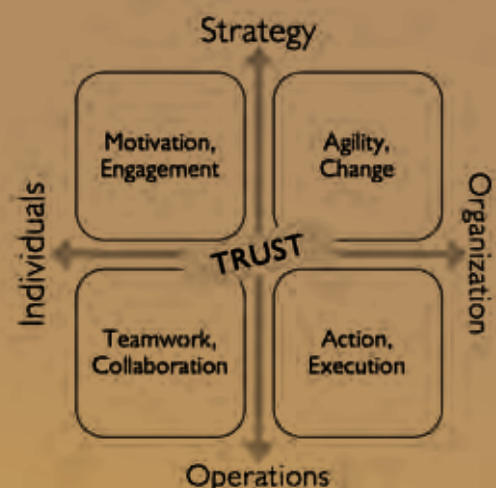 Strategy
Motivation,
Engagement
Agility,
Change
Individuals
TRUST
Organization
Teamwork,
Collaboration
Action,
Execution
Operations